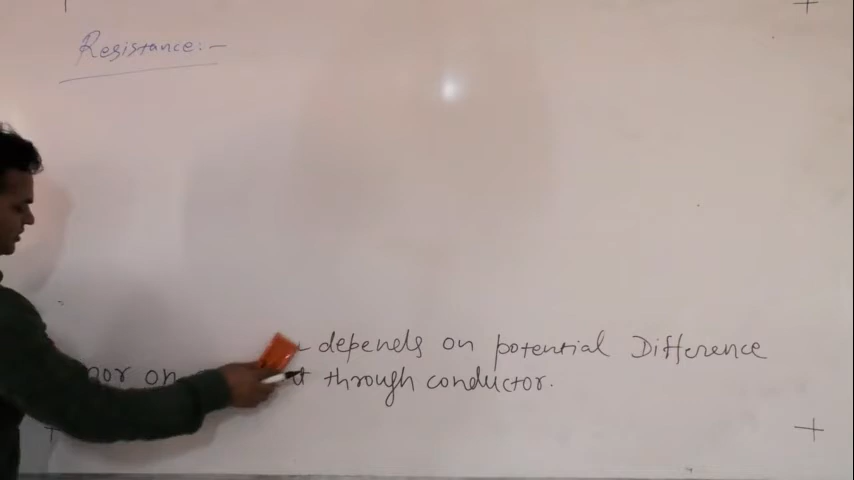 Resistance:-
depends on potential Difference
nor on through conductor.